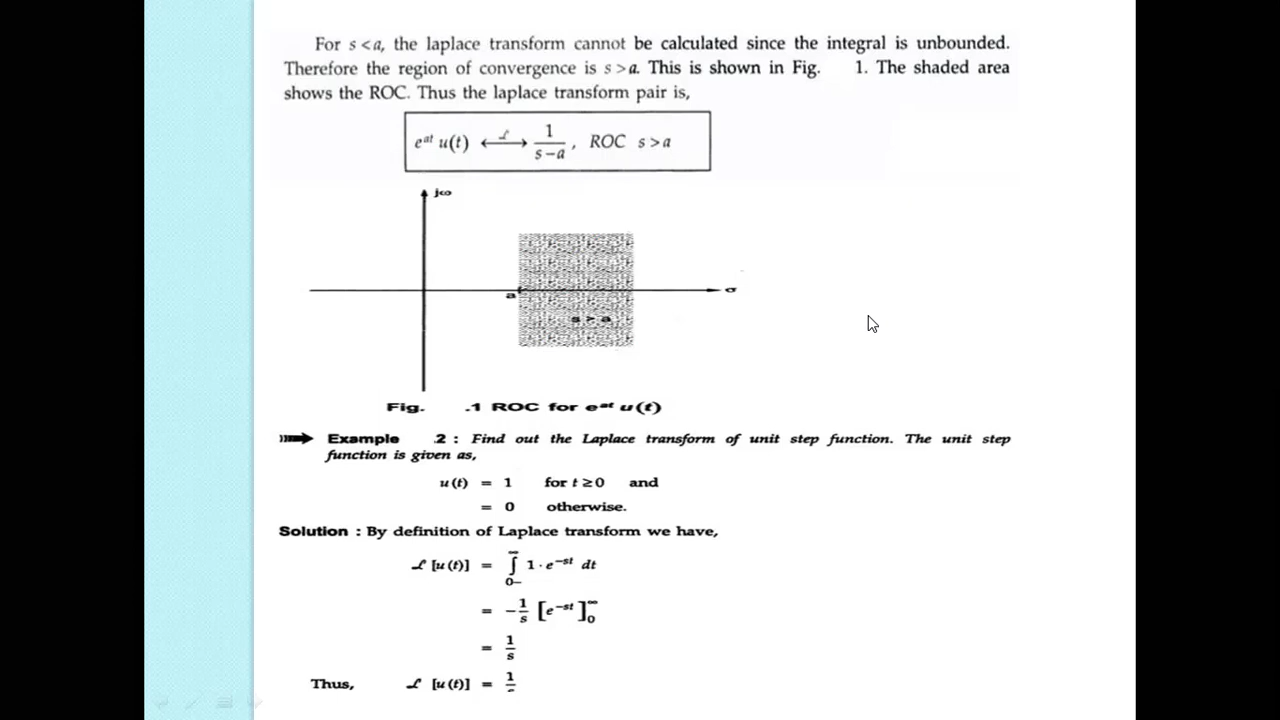 For s < a, the laplace transform cannot be calculated since the integral is unbounded.
Therefore the region of convergence is s > a. This is shown in Fig. 1. The shaded area
shows the ROC. Thus the laplace transform pair is,
e^{at} u(t) ⟷^{ℒ} 1/(s−a), ROC s > a
jω
a
σ
s > a
Fig. .1 ROC for e^{at} u(t)
Example .2 : Find out the Laplace transform of unit step function. The unit step
function is given as,
u(t) = 1 for t ≥ 0 and
= 0 otherwise.
Solution : By definition of Laplace transform we have,
ℒ [u(t)] = ∫_{0−}^{∞} 1 · e^{−st} dt
= −1/s [e^{−st}]_0^∞
= 1/s
Thus, ℒ [u(t)] = 1/s